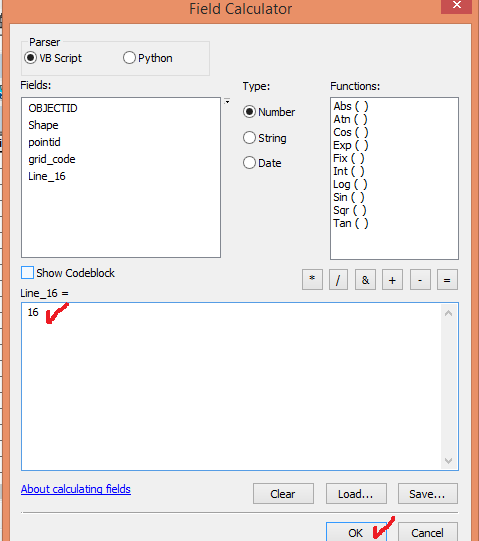 Field Calculator
Parser
VB Script Python
Fields: Type: Functions:
OBJECTID
Shape
pointid
grid_code
Line_16
Number
String
Date
Abs ( )
Atn ( )
Cos ( )
Exp ( )
Fix ( )
Int ( )
Log ( )
Sin ( )
Sqr ( )
Tan ( )
Show Codeblock
* / & + - =
Line_16 =
16
About calculating fields
Clear Load... Save...
OK Cancel